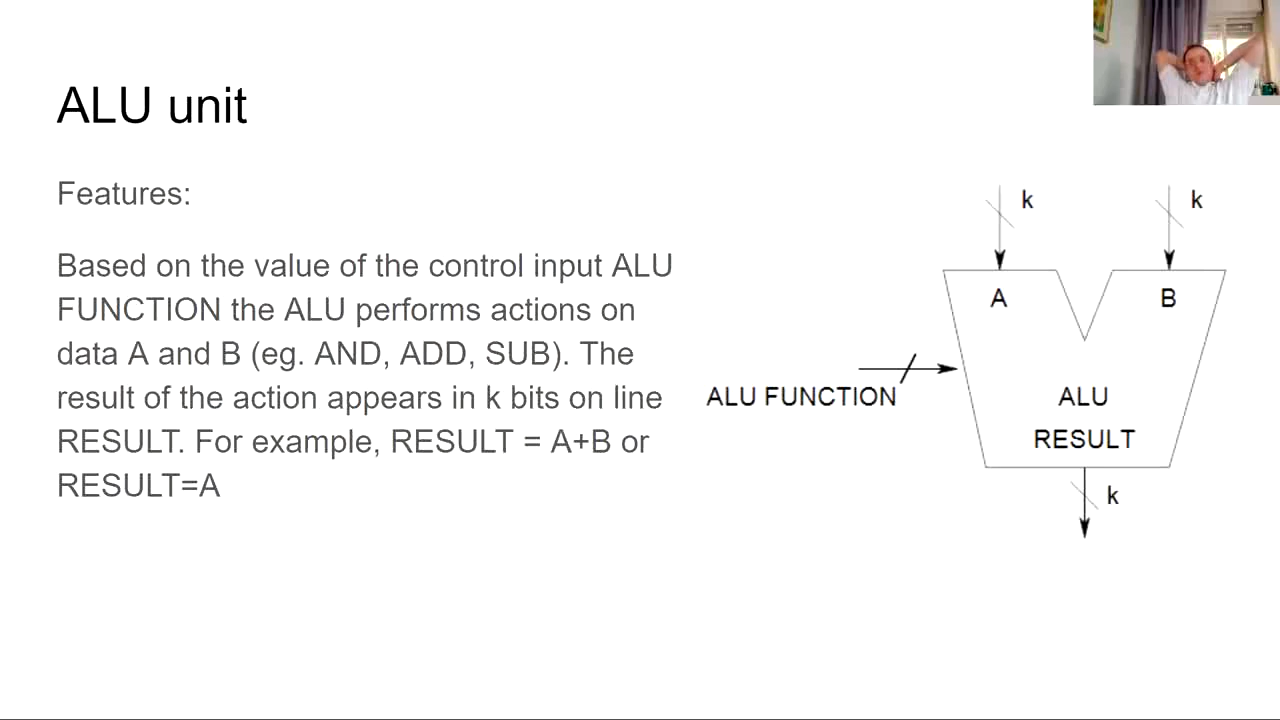 ALU unit
Features:
Based on the value of the control input ALU
FUNCTION the ALU performs actions on
data A and B (eg. AND, ADD, SUB). The
result of the action appears in k bits on line
RESULT. For example, RESULT = A+B or
RESULT=A
k k
A B
ALU FUNCTION ALU
RESULT
k